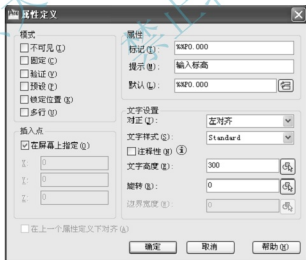 属性定义
模式
不可见(I)
固定(C)
验证(V)
预设(P)
锁定位置(K)
多行(U)
插入点
在屏幕上指定(O)
X: 0
Y: 0
Z: 0
属性
标记(T): %%P0.000
提示(M): 输入标高
默认(L): %%P0.000
文字设置
对正(J): 左对齐
文字样式(S): Standard
注释性(N)
文字高度(E): 300
旋转(R): 0
边界宽度(W): 0
在上一个属性定义下对齐(A)
确定 取消 帮助(H)